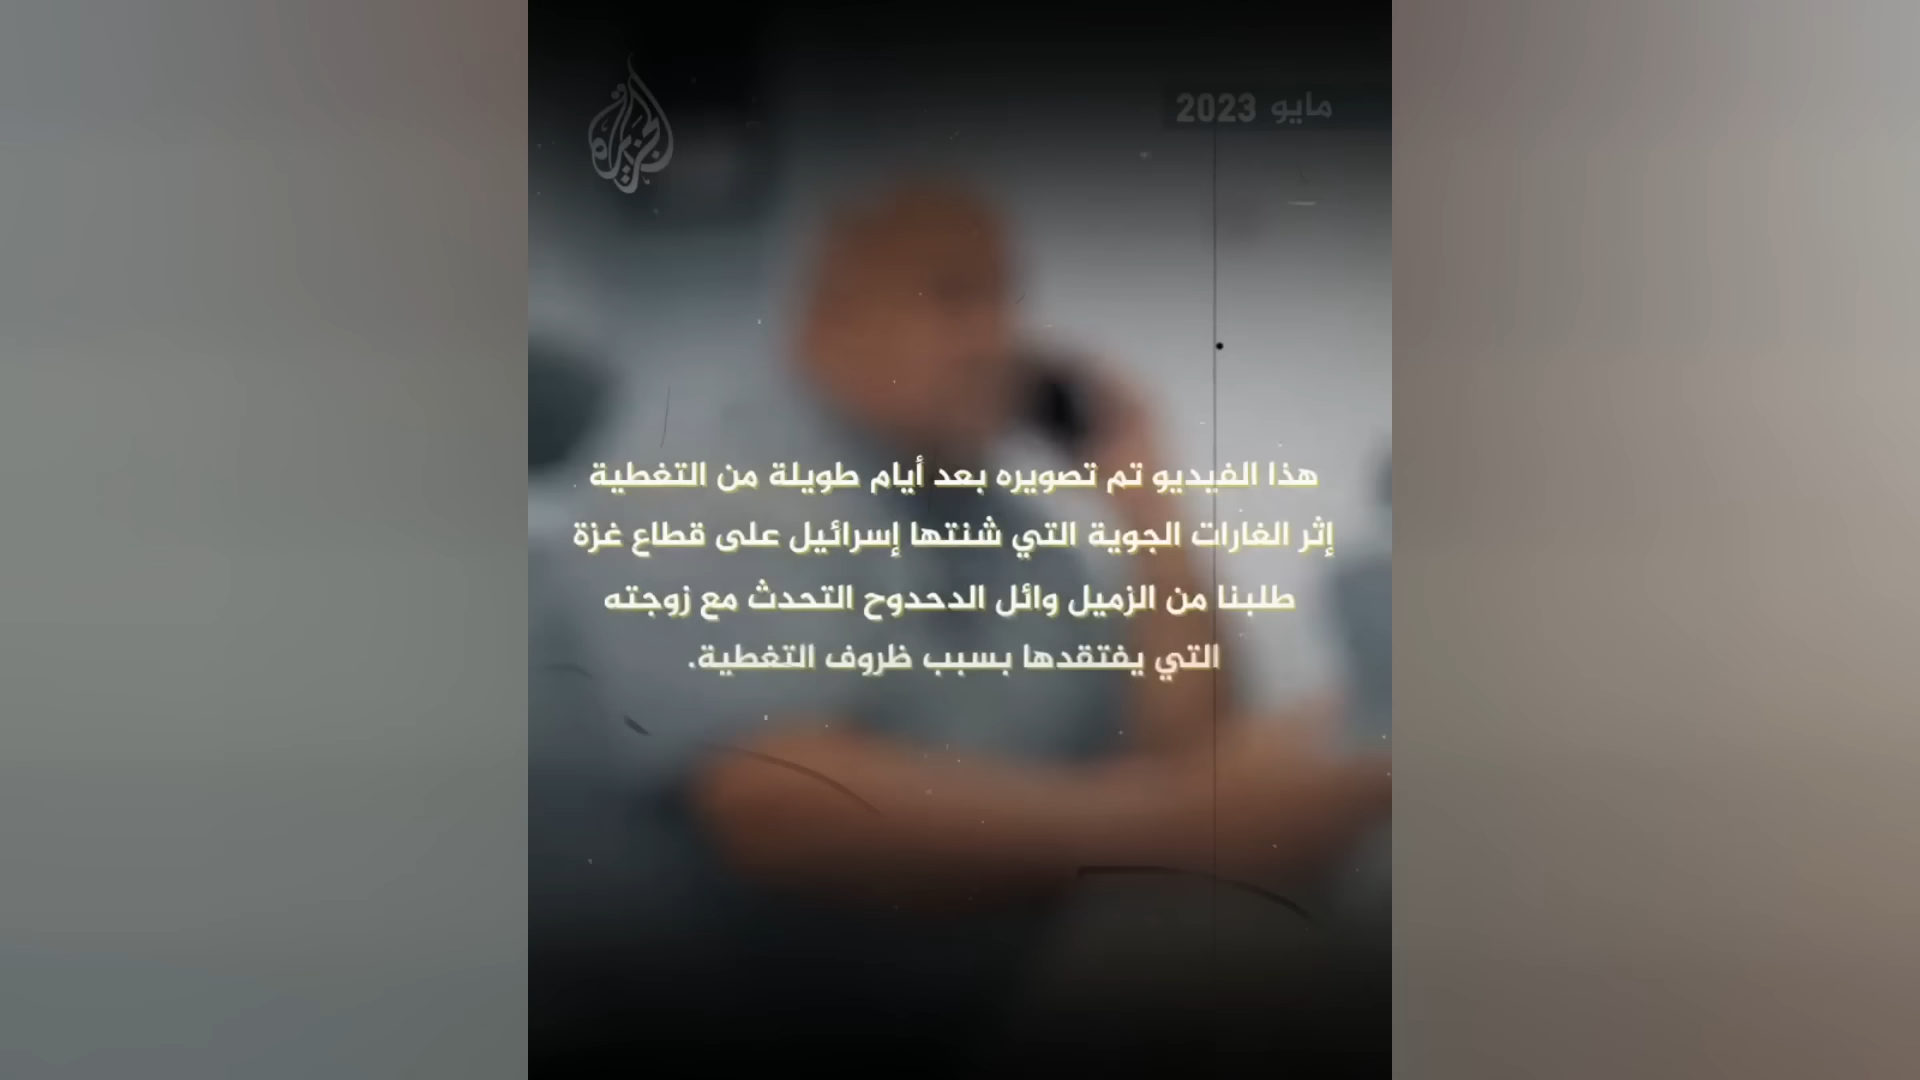 الجزيرة
مايو 2023
هذا الفيديو تم تصويره بعد أيام طويلة من التغطية
إثر الغارات الجوية التي شنتها إسرائيل على قطاع غزة
طلبنا من الزميل وائل الدحدوح التحدث مع زوجته
التي يفتقدها بسبب ظروف التغطية.